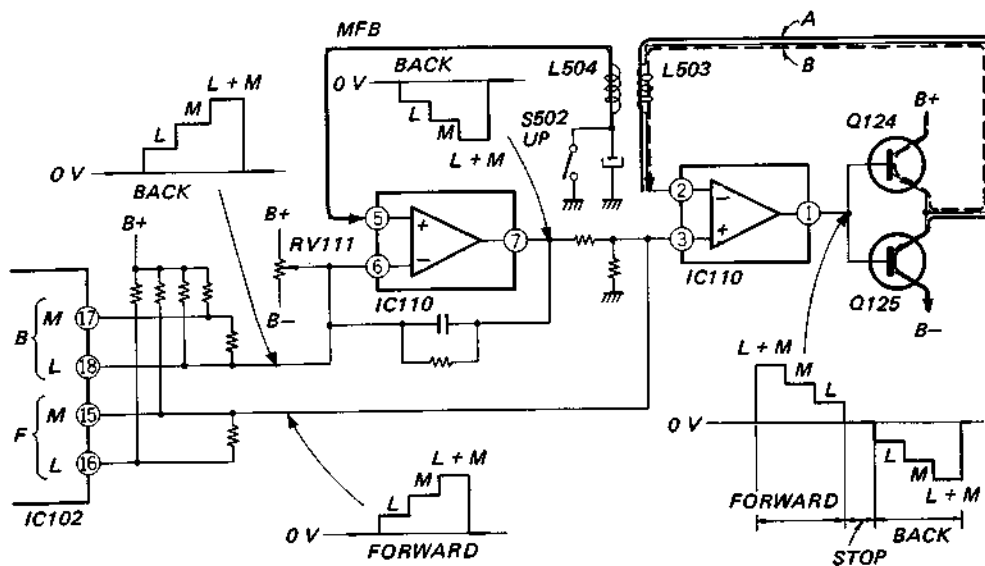 MFB
A
B
L504
L503
BACK
0 V
L
M
L + M
S502
UP
B+
Q124
L + M
M
L
0 V
BACK
2
−
3
+
1
IC110
Q125
B−
B+
RV111
B−
5
+
6
−
7
IC110
B+
B
M
17
L
18
F
M
15
L
16
IC102
L + M
M
L
0 V
L
M
L + M
FORWARD
STOP
BACK
L + M
M
L
0 V
FORWARD